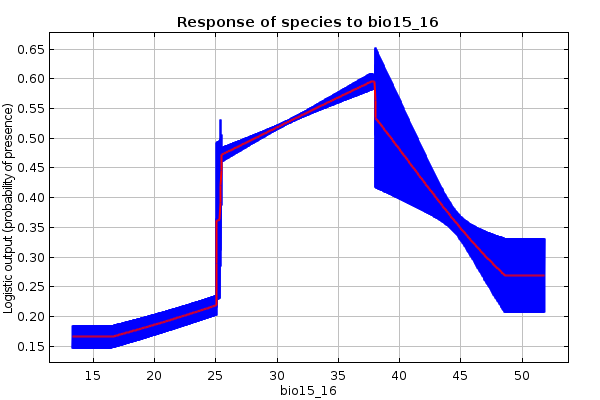 Response of species to bio15_16
Logistic output (probability of presence)
0.65
0.60
0.55
0.50
0.45
0.40
0.35
0.30
0.25
0.20
0.15
15 20 25 30 35 40 45 50
bio15_16